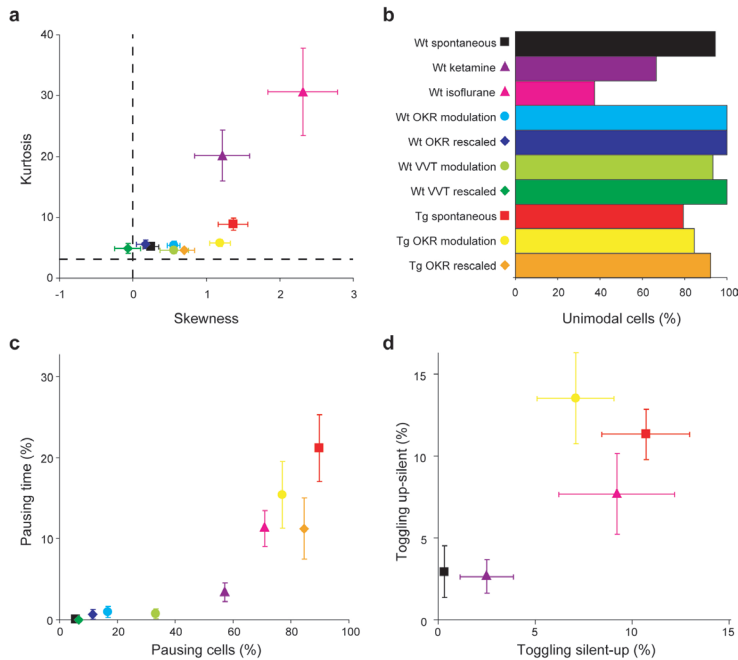 a
40
30
20
10
0
-1
0
1
2
3
Kurtosis
Skewness
b
Wt spontaneous
Wt ketamine
Wt isoflurane
Wt OKR modulation
Wt OKR rescaled
Wt VVT modulation
Wt VVT rescaled
Tg spontaneous
Tg OKR modulation
Tg OKR rescaled
0
20
40
60
80
100
Unimodal cells (%)
c
30
20
10
0
0
20
40
60
80
100
Pausing time (%)
Pausing cells (%)
d
15
10
5
0
0
5
10
15
Toggling up-silent (%)
Toggling silent-up (%)